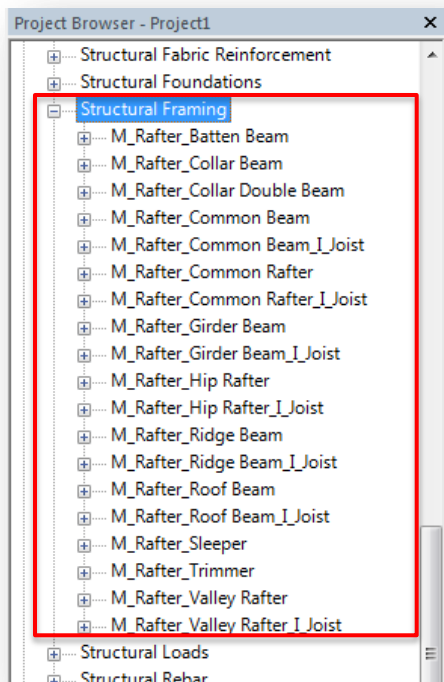 Project Browser - Project1
Structural Fabric Reinforcement
Structural Foundations
Structural Framing
M_Rafter_Batten Beam
M_Rafter_Collar Beam
M_Rafter_Collar Double Beam
M_Rafter_Common Beam
M_Rafter_Common Beam_I_Joist
M_Rafter_Common Rafter
M_Rafter_Common Rafter_I_Joist
M_Rafter_Girder Beam
M_Rafter_Girder Beam_I_Joist
M_Rafter_Hip Rafter
M_Rafter_Hip Rafter_I_Joist
M_Rafter_Ridge Beam
M_Rafter_Ridge Beam_I_Joist
M_Rafter_Roof Beam
M_Rafter_Roof Beam_I_Joist
M_Rafter_Sleeper
M_Rafter_Trimmer
M_Rafter_Valley Rafter
M_Rafter_Valley Rafter_I_Joist
Structural Loads
Structural Rebar